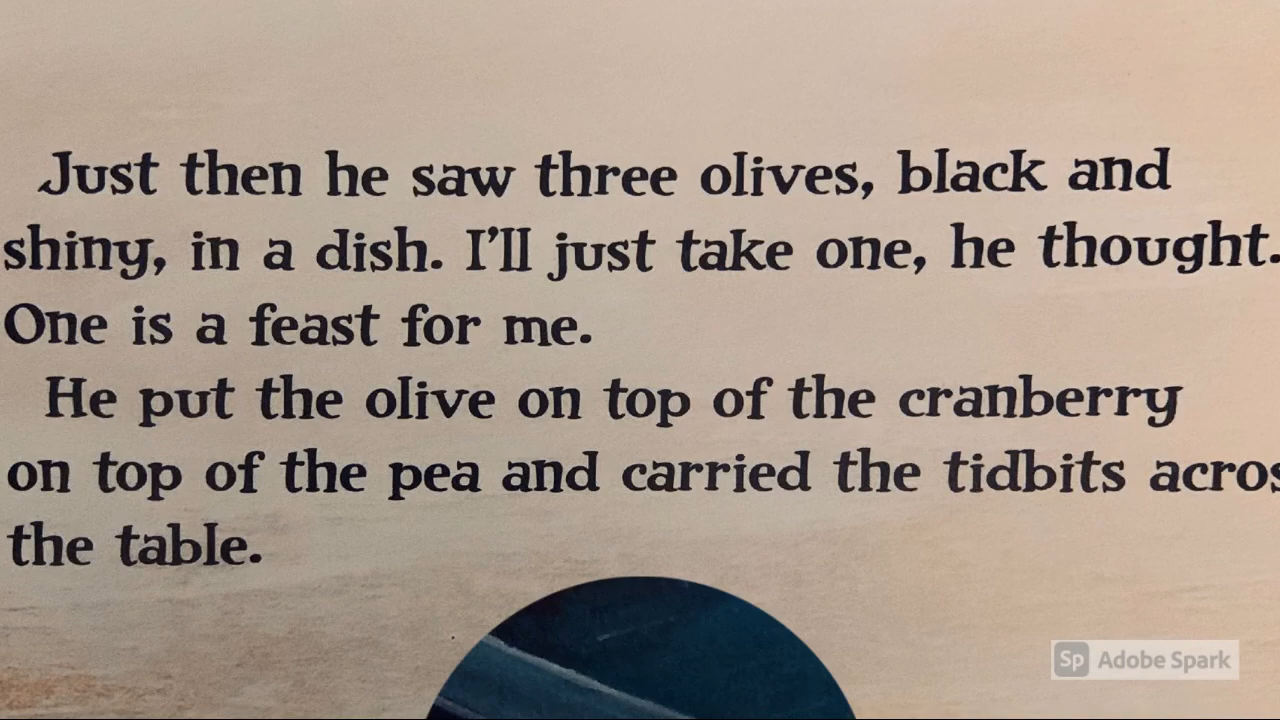 Just then he saw three olives, black and
shiny, in a dish. I'll just take one, he thought.
One is a feast for me.
He put the olive on top of the cranberry
on top of the pea and carried the tidbits acros
the table.
Sp Adobe Spark